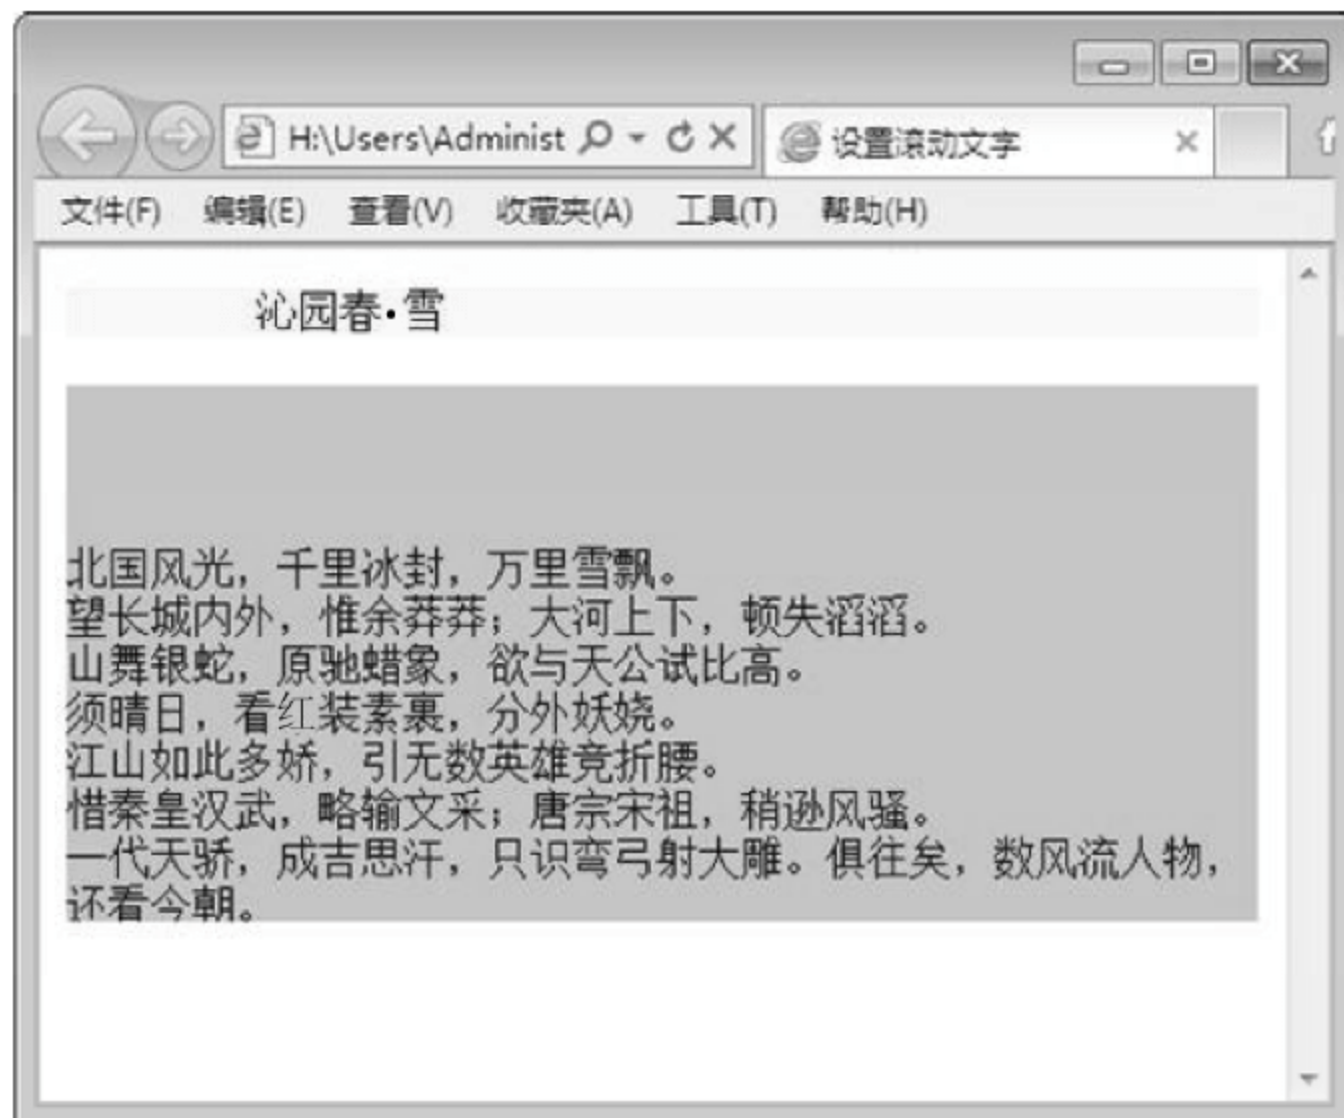 H:\Users\Administ
设置滚动文字
文件(F) 编辑(E) 查看(V) 收藏夹(A) 工具(T) 帮助(H)
沁园春·雪
北国风光，千里冰封，万里雪飘。
望长城内外，惟余莽莽；大河上下，顿失滔滔。
山舞银蛇，原驰蜡象，欲与天公试比高。
须晴日，看红装素裹，分外妖娆。
江山如此多娇，引无数英雄竞折腰。
惜秦皇汉武，略输文采；唐宗宋祖，稍逊风骚。
一代天骄，成吉思汗，只识弯弓射大雕。俱往矣，数风流人物，
还看今朝。